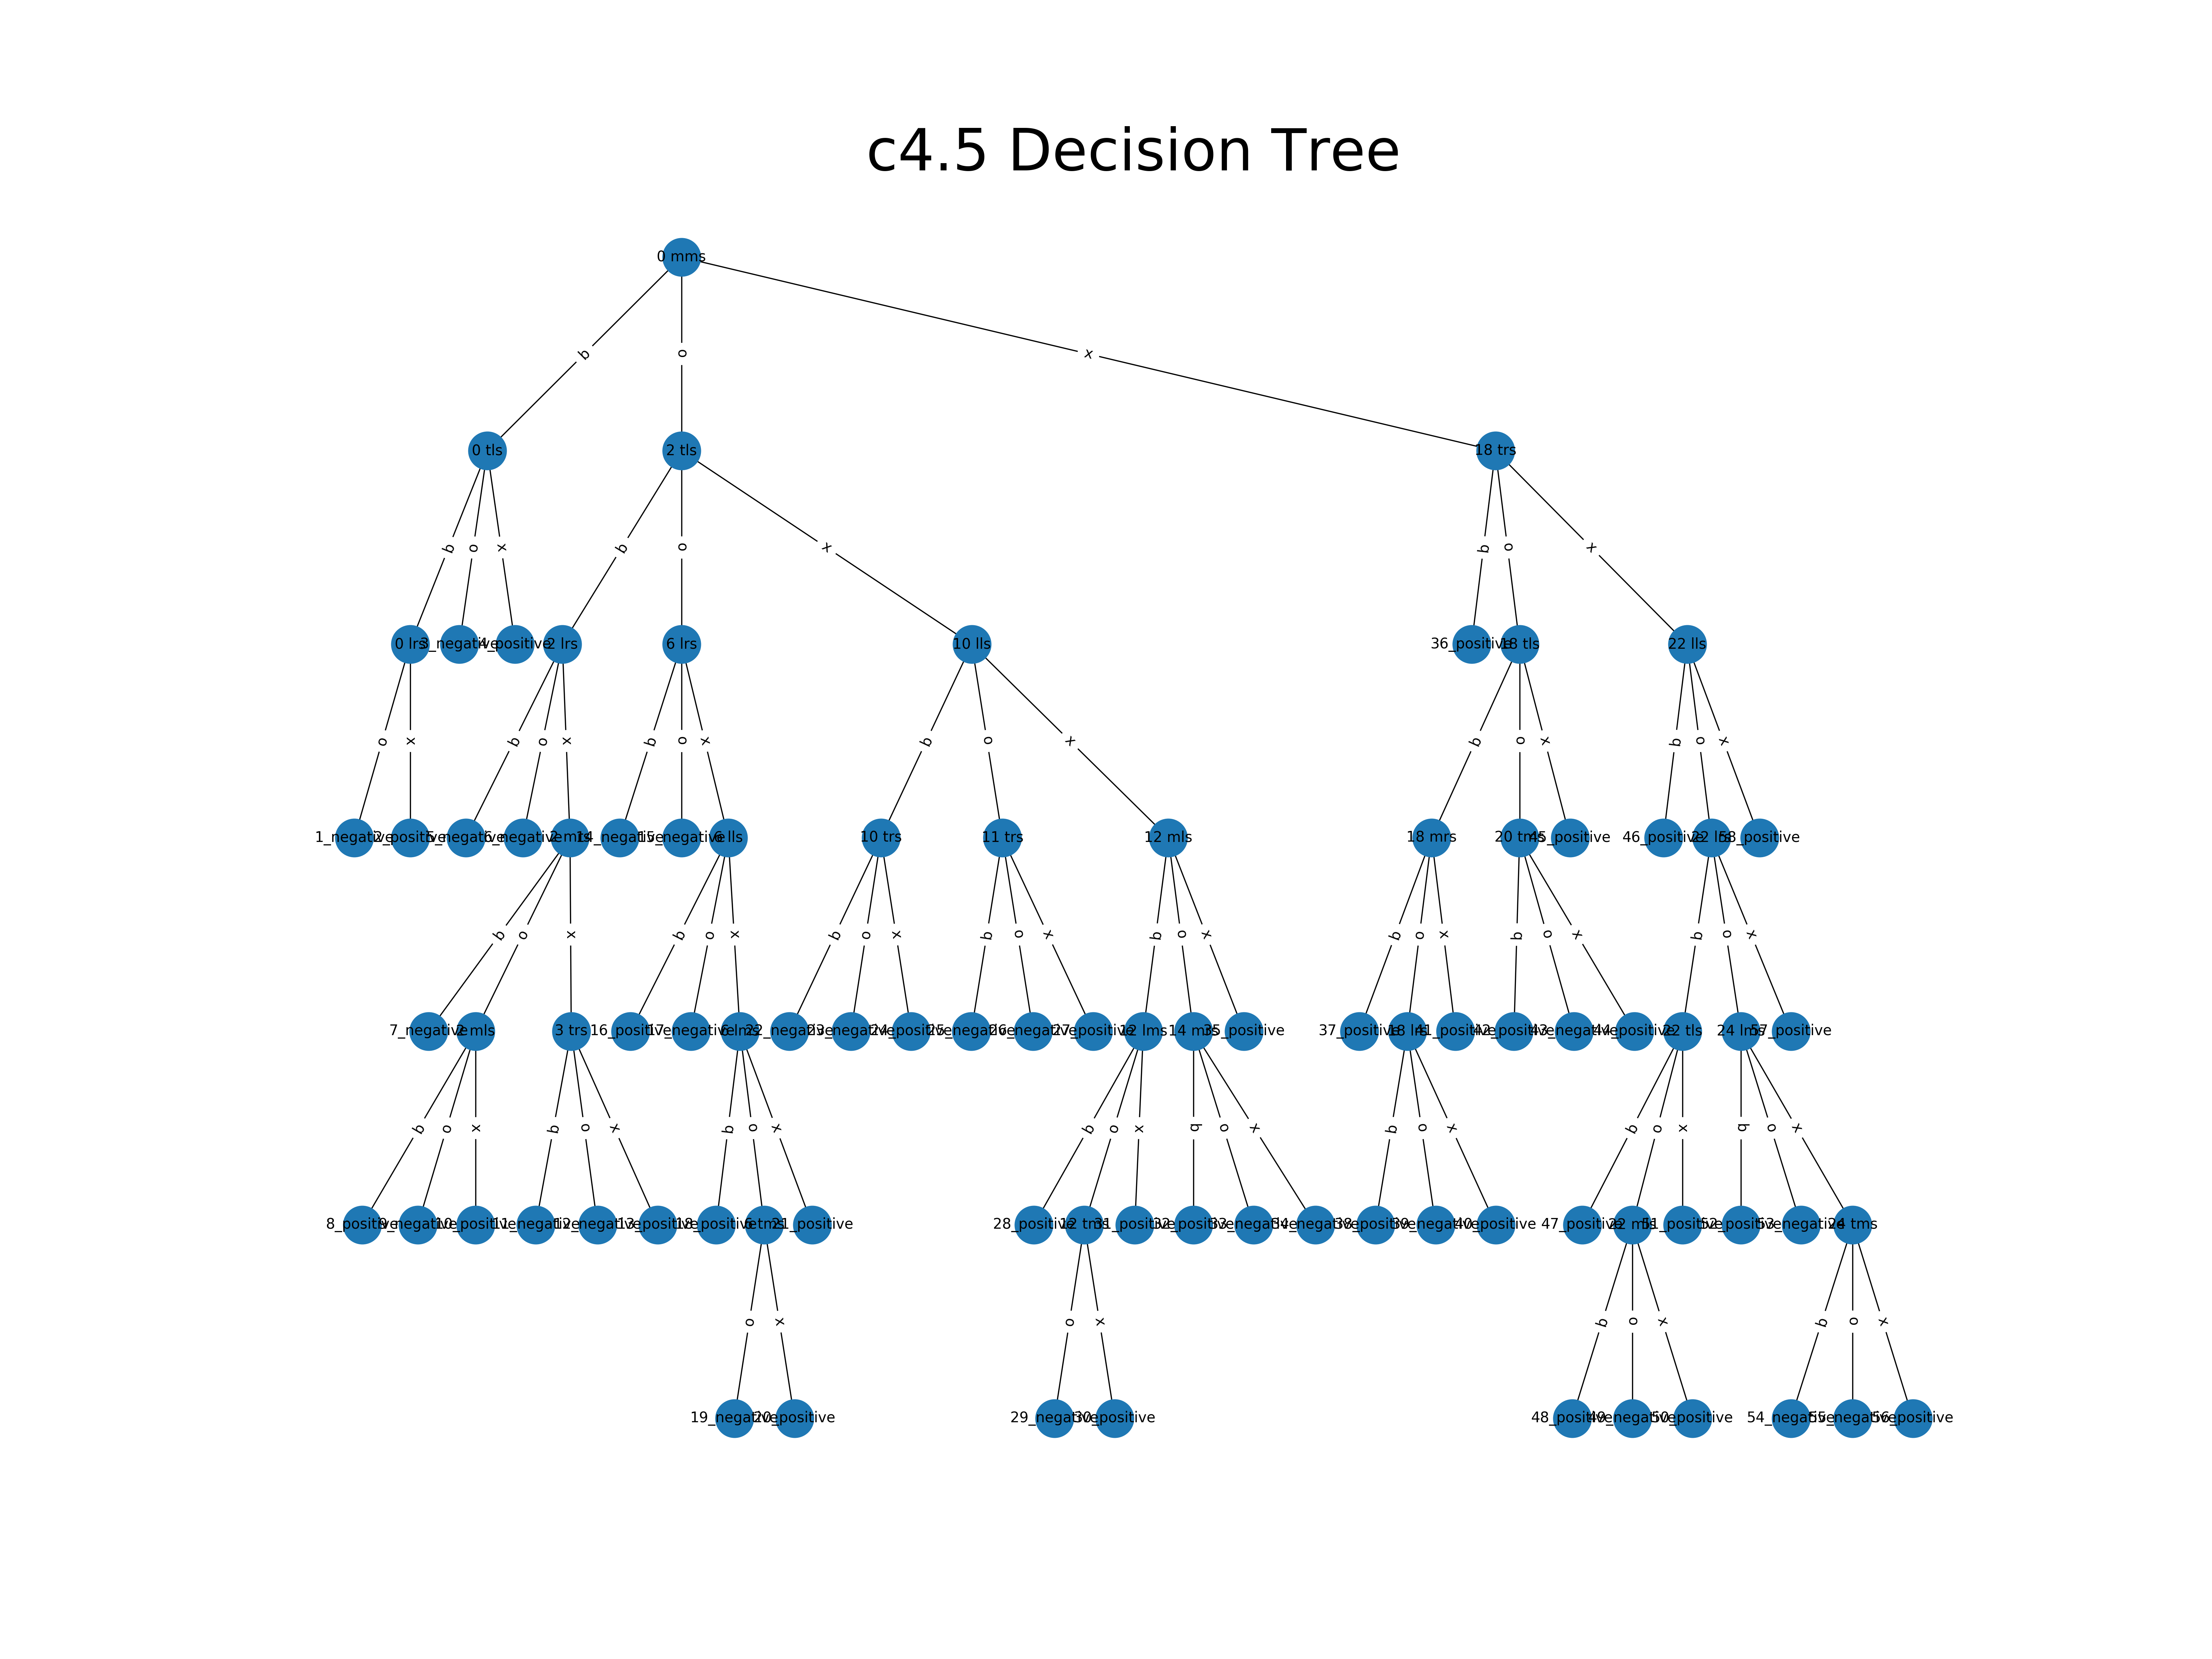 c4.5 Decision Tree
0 mms
b o x
0 tls 2 tls 18 trs
b o x b o x b o x
0 lrs 3_negative 4_positive 2 lrs 6 lrs 10 lls 36_positive 18 tls 22 lls
o x b o x b o x b o x b o x b o x
1_negative 2_positive 5_negative 6_negative 14_negative 15_negative 6 lls 10 trs 11 trs 12 mls 18 mrs 20 tms 45_positive 46_positive 22 lrs 58_positive
b o x b o x b o x b o x b o x b o x b o x b o x
7_negative 2 mls 3 trs 16_positive 17_negative 6 lms 22_negative 23_negative 24_positive 25_negative 26_negative 27_positive 12 lms 14 mrs 35_positive 37_positive 18 lrs 41_positive 42_positive 43_negative 44_positive 22 tls 24 lms 57_positive
b o x b o x b o x b o x b o x b o x b o x b o x
8_positive 9_negative 10_positive 11_negative 12_negative 13_positive 18_positive 6 tms 21_positive 28_positive 12 tms 31_positive 32_positive 33_negative 34_negative 38_positive 39_negative 40_positive 47_positive 22 mls 51_positive 52_positive 53_negative 24 tms
o x o x b o x b o x
19_negative 20_positive 29_negative 30_positive 48_positive 49_negative 50_positive 54_negative 55_negative 56_positive